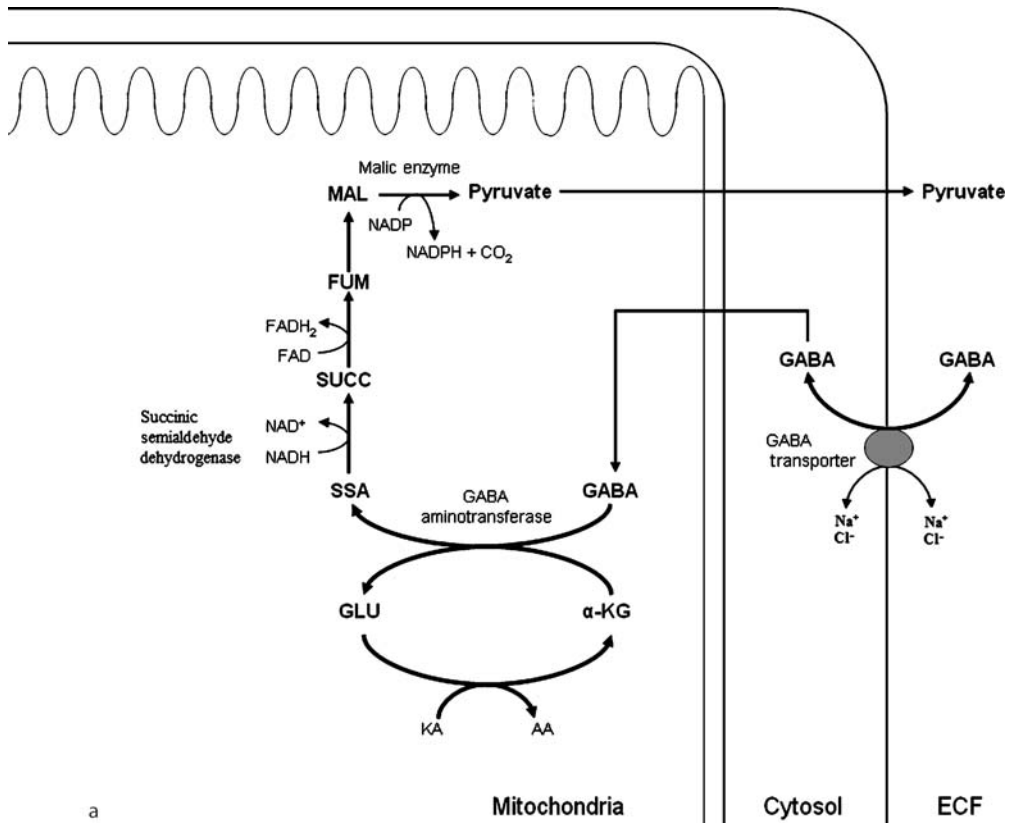 Malic enzyme
MAL
Pyruvate
Pyruvate
NADP
NADPH + CO₂
FUM
FADH₂
FAD
GABA
GABA
SUCC
Succinic
semialdehyde
dehydrogenase
NAD⁺
NADH
GABA
transporter
SSA
GABA
aminotransferase
GABA
Na⁺
Cl⁻
Na⁺
Cl⁻
GLU
α-KG
KA
AA
a
Mitochondria
Cytosol
ECF